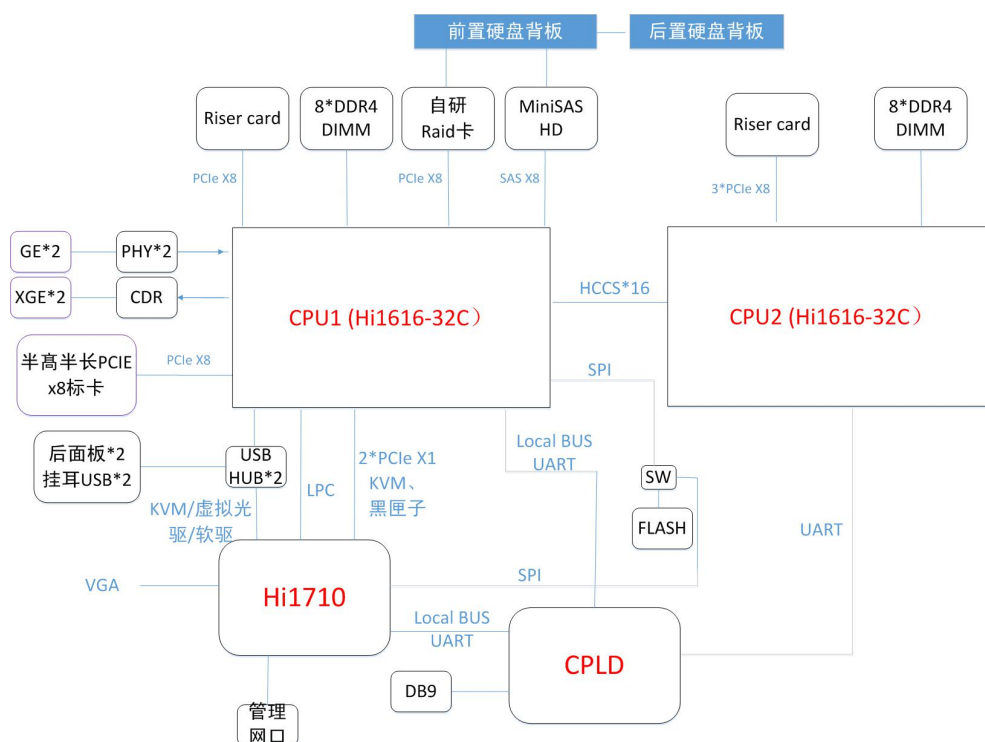 前置硬盘背板
后置硬盘背板
Riser card
8*DDR4
DIMM
自研
Raid卡
MiniSAS
HD
Riser card
8*DDR4
DIMM
PCIe X8
PCIe X8
SAS X8
3*PCIe X8
GE*2
PHY*2
XGE*2
CDR
CPU1 (Hi1616-32C）
HCCS*16
CPU2 (Hi1616-32C）
半高半长PCIE
x8标卡
PCIe X8
SPI
后面板*2
挂耳USB*2
USB
HUB*2
LPC
2*PCIe X1
KVM、
黑匣子
Local BUS
UART
SW
FLASH
UART
KVM/虚拟光
驱/软驱
VGA
Hi1710
SPI
Local BUS
UART
CPLD
DB9
管理
网口